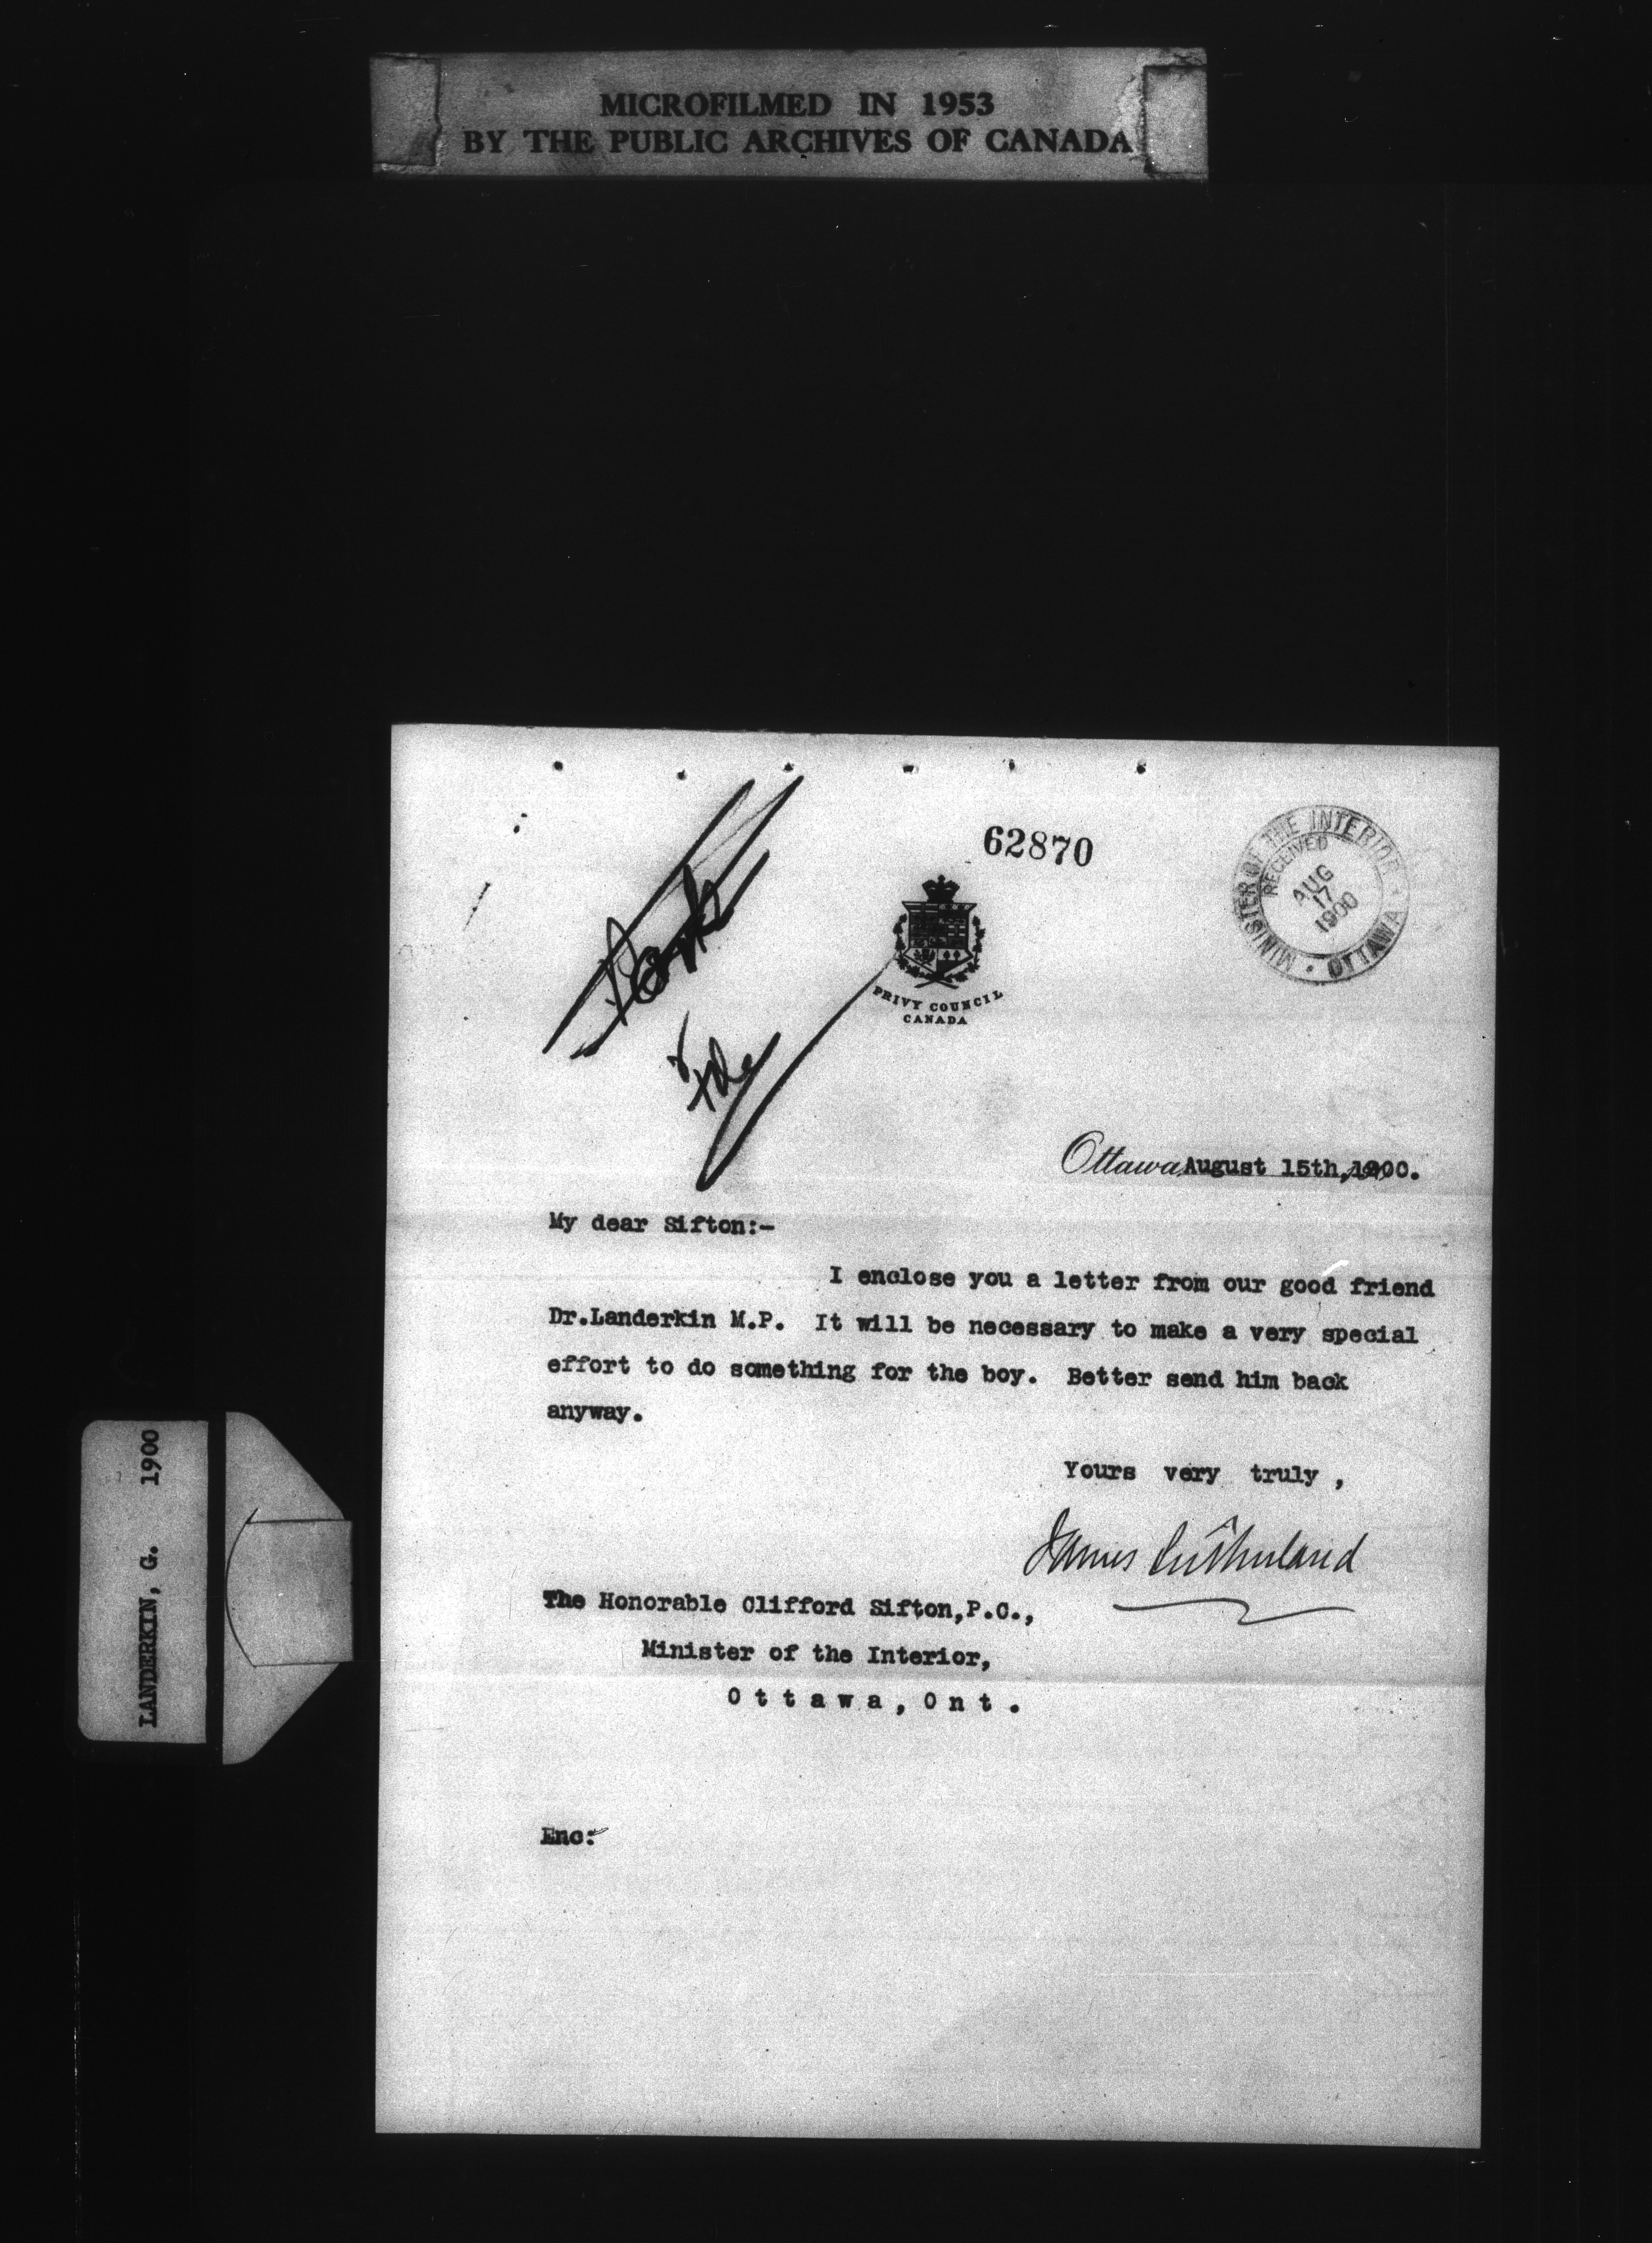 MICROFILMED IN 1953
BY THE PUBLIC ARCHIVES OF CANADA
62870
MINISTER OF THE INTERIOR • OTTAWA •
RECEIVED
AUG
17
1900
PRIVY COUNCIL
CANADA
File
Ottawa, August 15th, 1900.
My dear Sifton:-
I enclose you a letter from our good friend
Dr.Landerkin M.P. It will be necessary to make a very special
effort to do something for the boy. Better send him back
anyway.
Yours very truly ,
James Sutherland
The Honorable Clifford Sifton,P.C.,
Minister of the Interior,
O t t a w a , O n t .
Enc:
LANDERKIN, G. 1900